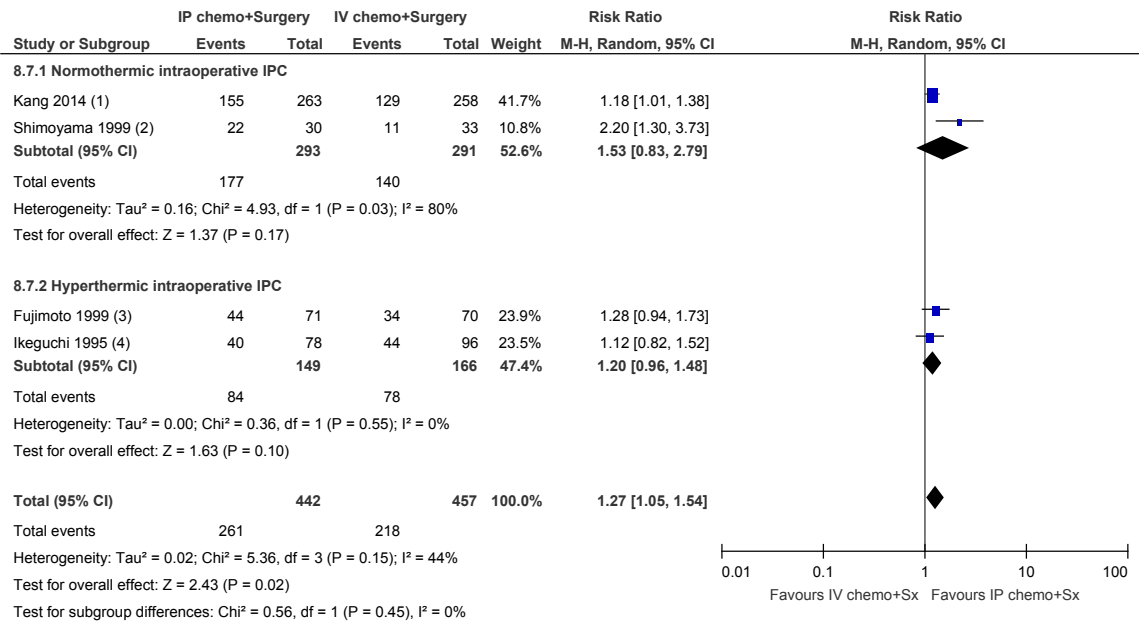 IP chemo+Surgery IV chemo+Surgery Risk Ratio Risk Ratio
Study or Subgroup Events Total Events Total Weight M-H, Random, 95% CI M-H, Random, 95% CI
8.7.1 Normothermic intraoperative IPC
Kang 2014 (1) 155 263 129 258 41.7% 1.18 [1.01, 1.38]
Shimoyama 1999 (2) 22 30 11 33 10.8% 2.20 [1.30, 3.73]
Subtotal (95% CI) 293 291 52.6% 1.53 [0.83, 2.79]
Total events 177 140
Heterogeneity: Tau² = 0.16; Chi² = 4.93, df = 1 (P = 0.03); I² = 80%
Test for overall effect: Z = 1.37 (P = 0.17)
8.7.2 Hyperthermic intraoperative IPC
Fujimoto 1999 (3) 44 71 34 70 23.9% 1.28 [0.94, 1.73]
Ikeguchi 1995 (4) 40 78 44 96 23.5% 1.12 [0.82, 1.52]
Subtotal (95% CI) 149 166 47.4% 1.20 [0.96, 1.48]
Total events 84 78
Heterogeneity: Tau² = 0.00; Chi² = 0.36, df = 1 (P = 0.55); I² = 0%
Test for overall effect: Z = 1.63 (P = 0.10)
Total (95% CI) 442 457 100.0% 1.27 [1.05, 1.54]
Total events 261 218
Heterogeneity: Tau² = 0.02; Chi² = 5.36, df = 3 (P = 0.15); I² = 44%
Test for overall effect: Z = 2.43 (P = 0.02)
Test for subgroup differences: Chi² = 0.56, df = 1 (P = 0.45), I² = 0%
0.01 0.1 1 10 100
Favours IV chemo+Sx Favours IP chemo+Sx